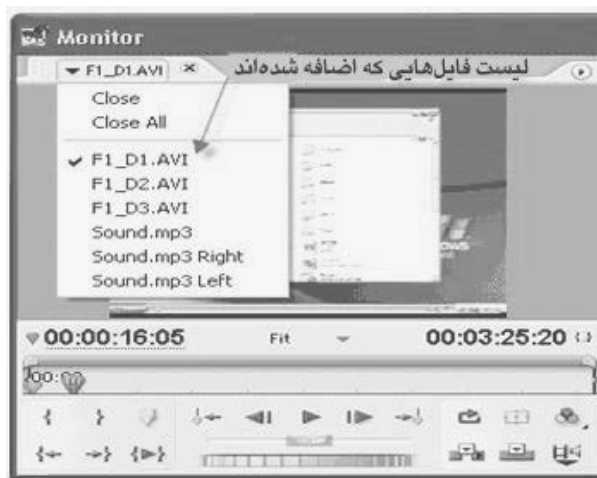 Monitor
F1_D1.AVI
لیست فایل‌هایی که اضافه شده‌اند
Close
Close All
F1_D1.AVI
F1_D2.AVI
F1_D3.AVI
Sound.mp3
Sound.mp3 Right
Sound.mp3 Left
00:00:16:05 Fit 00:03:25:20